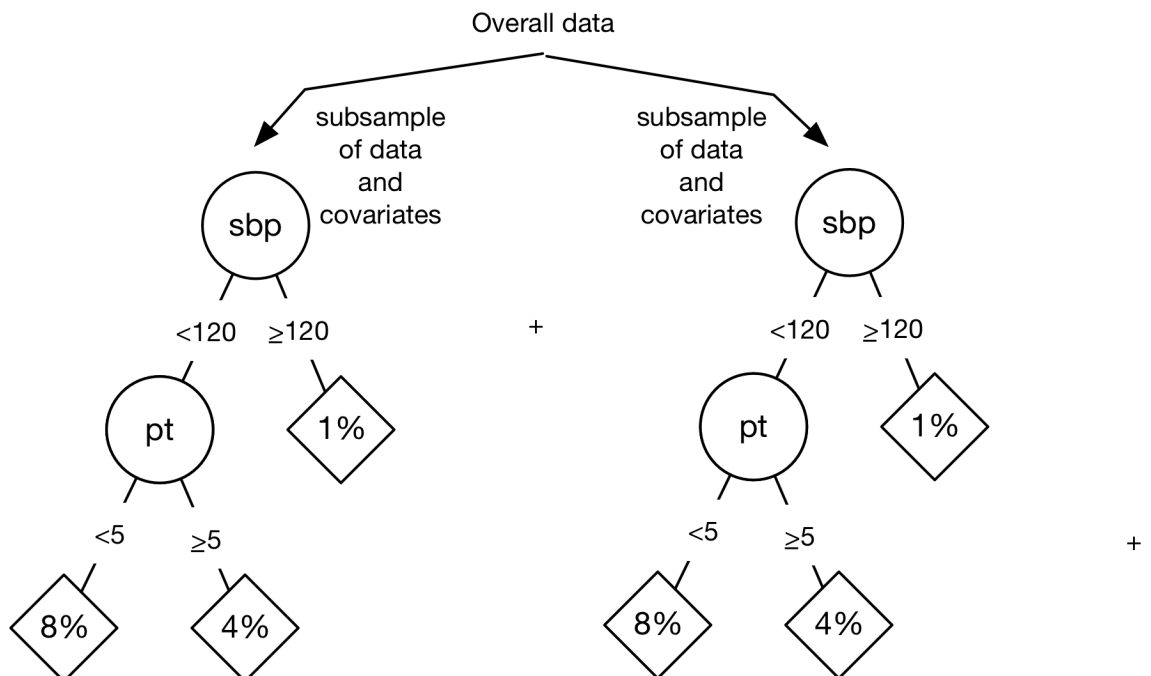 Overall data
subsample
of data
and
covariates
subsample
of data
and
covariates
sbp
sbp
<120 ≥120
+
<120 ≥120
pt
1%
pt
1%
<5 ≥5
<5 ≥5
+
8%
4%
8%
4%